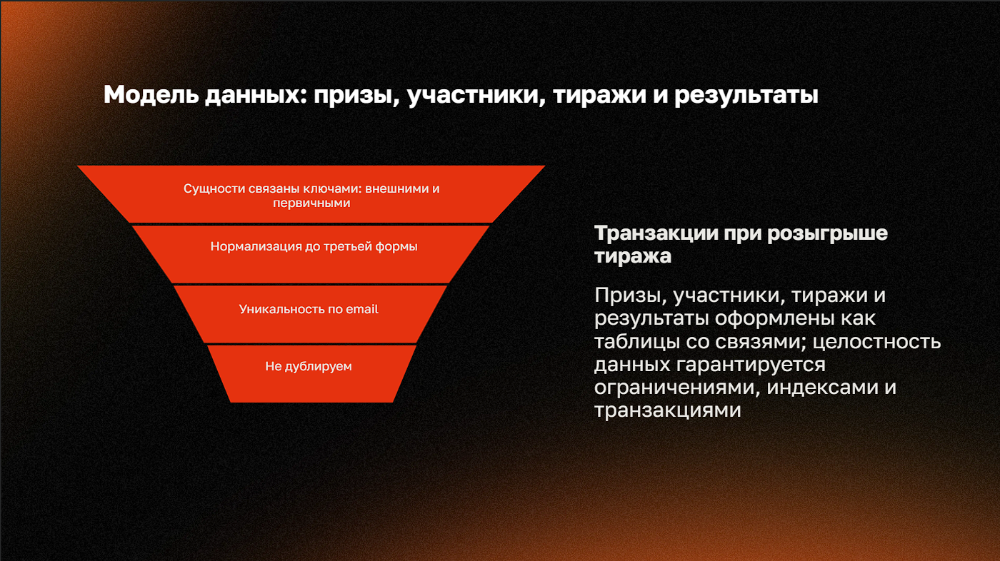 Модель данных: призы, участники, тиражи и результаты
Сущности связаны ключами: внешними и
первичными
Нормализация до третьей формы
Уникальность по email
Не дублируем
Транзакции при розыгрыше
тиража
Призы, участники, тиражи и
результаты оформлены как
таблицы со связями; целостность
данных гарантируется
ограничениями, индексами и
транзакциями